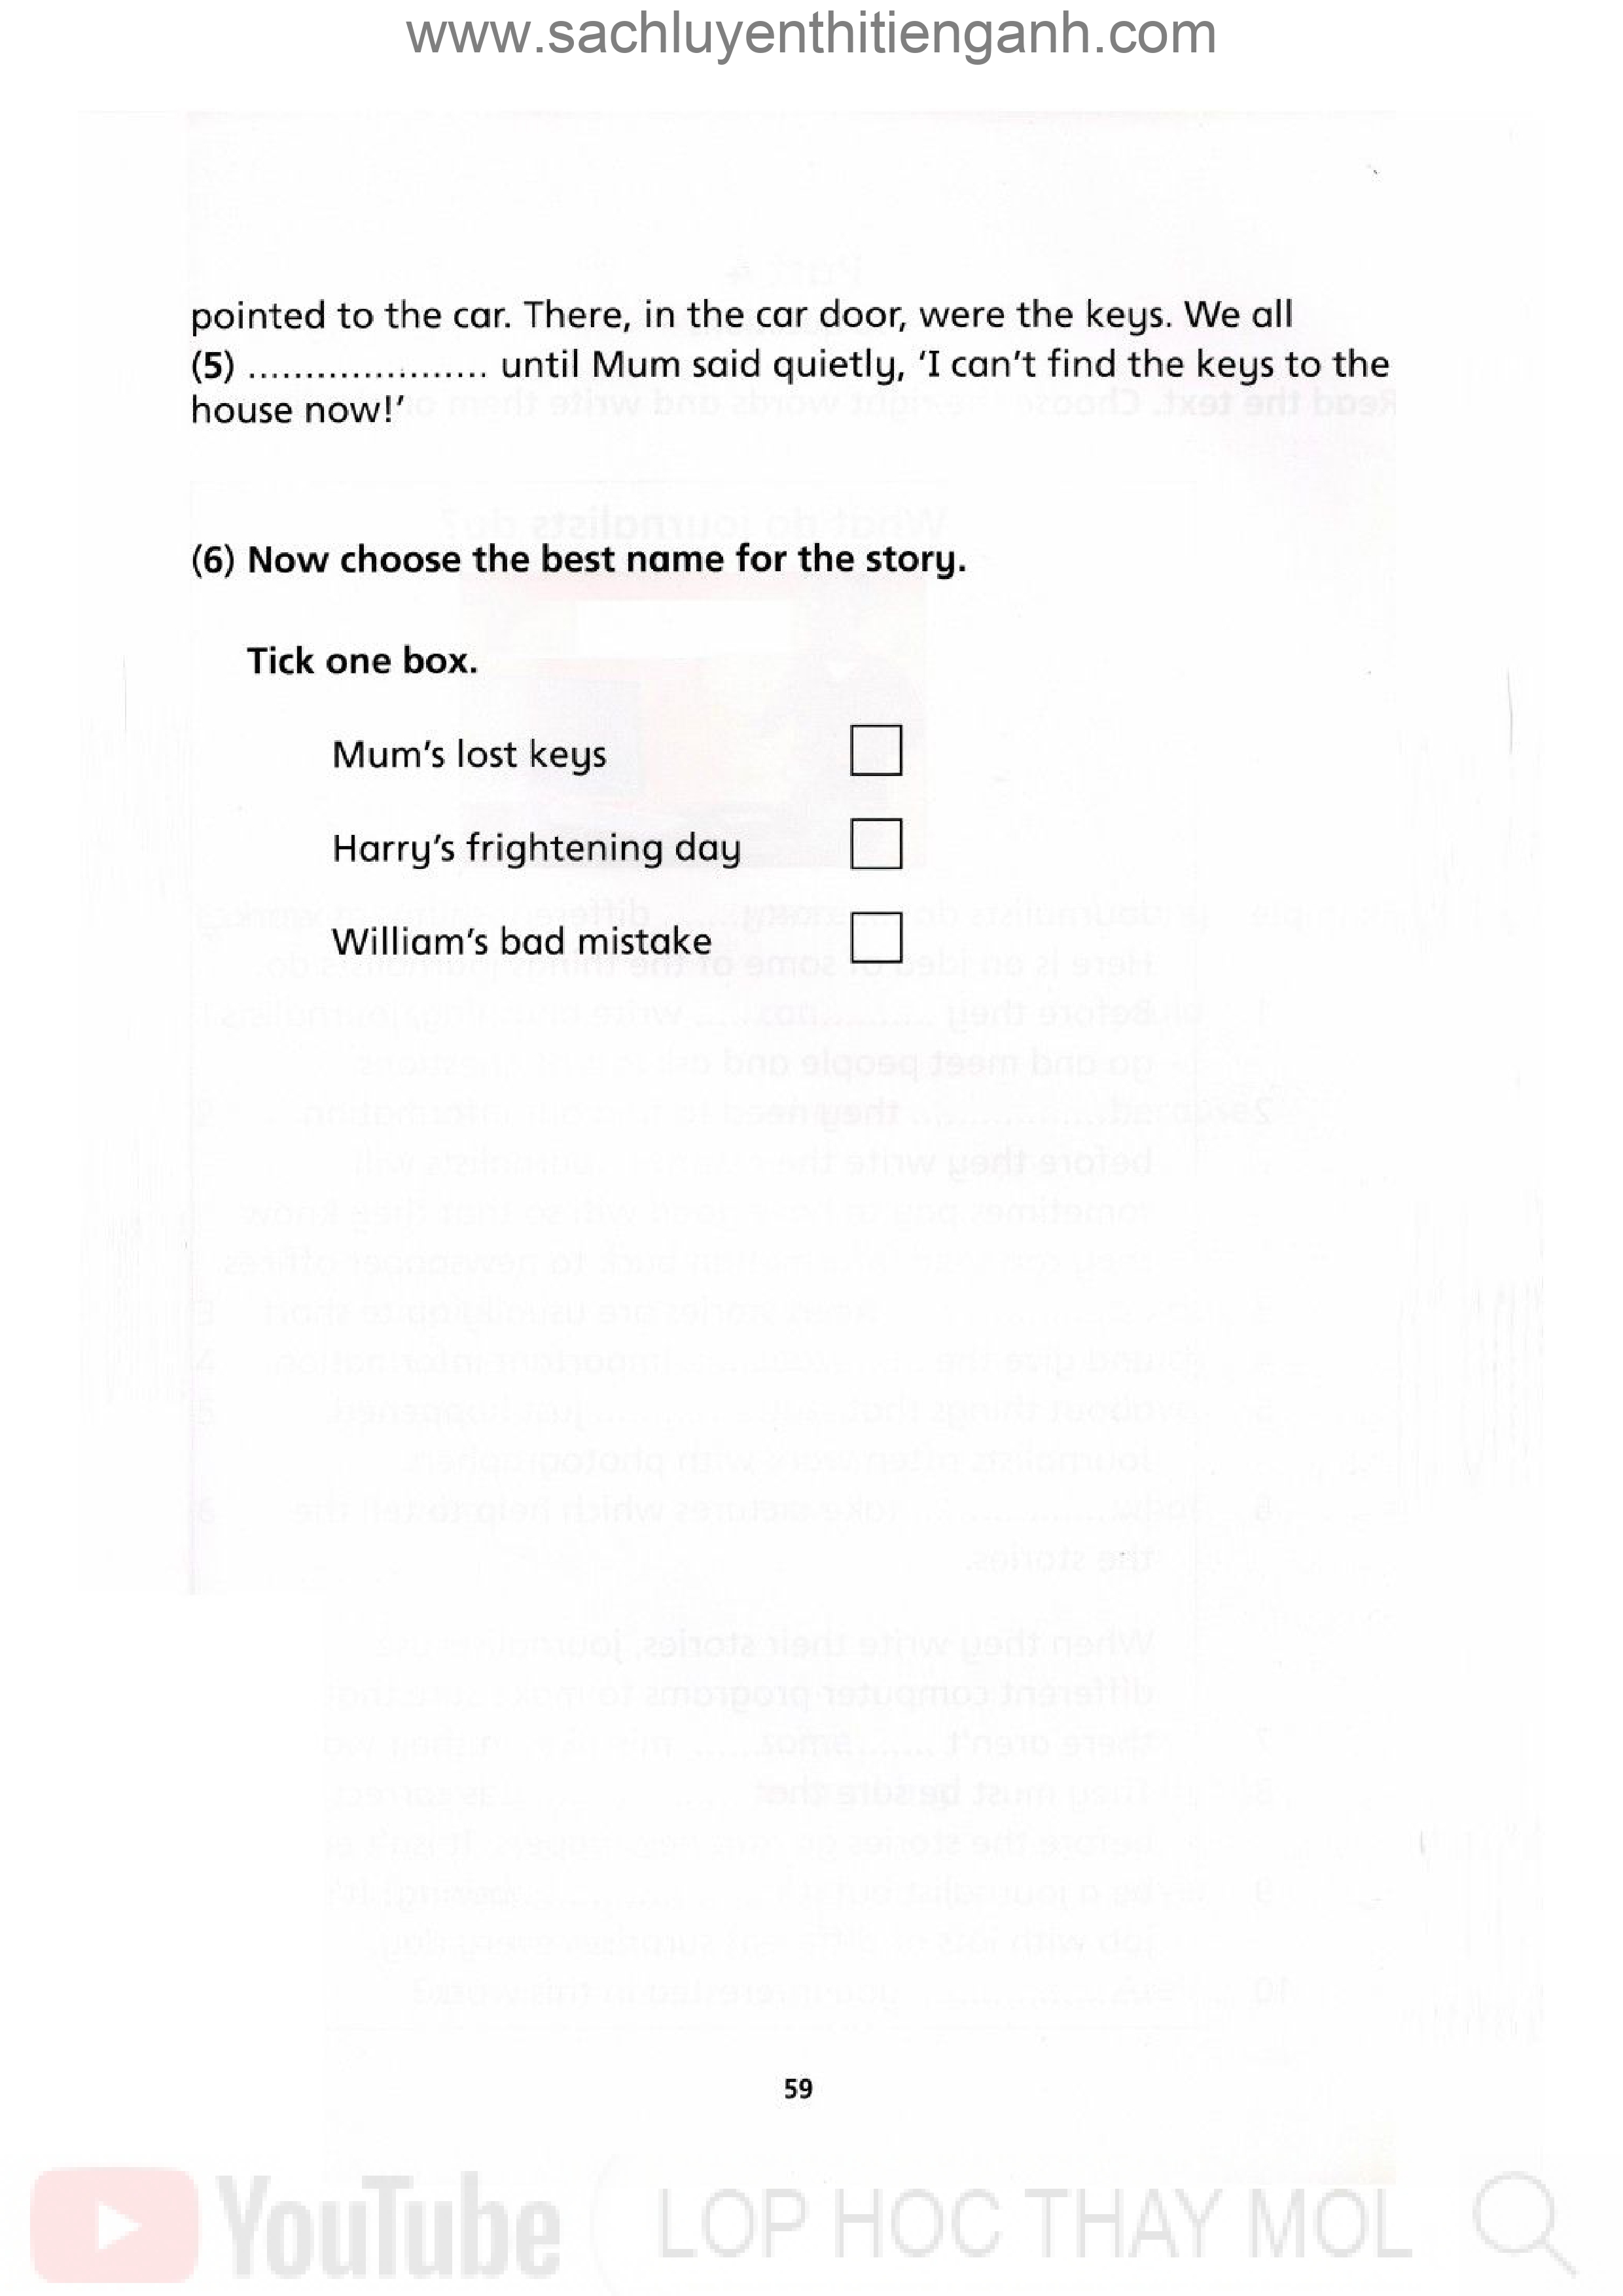 www.sachluyenthitienganh.com
pointed to the car. There, in the car door, were the keys. We all
(5) ..................... until Mum said quietly, ‘I can’t find the keys to the
house now!’
(6) Now choose the best name for the story.
Tick one box.
Mum’s lost keys
Harry’s frightening day
William’s bad mistake
59
YouTube
LOP HOC THAY MOL